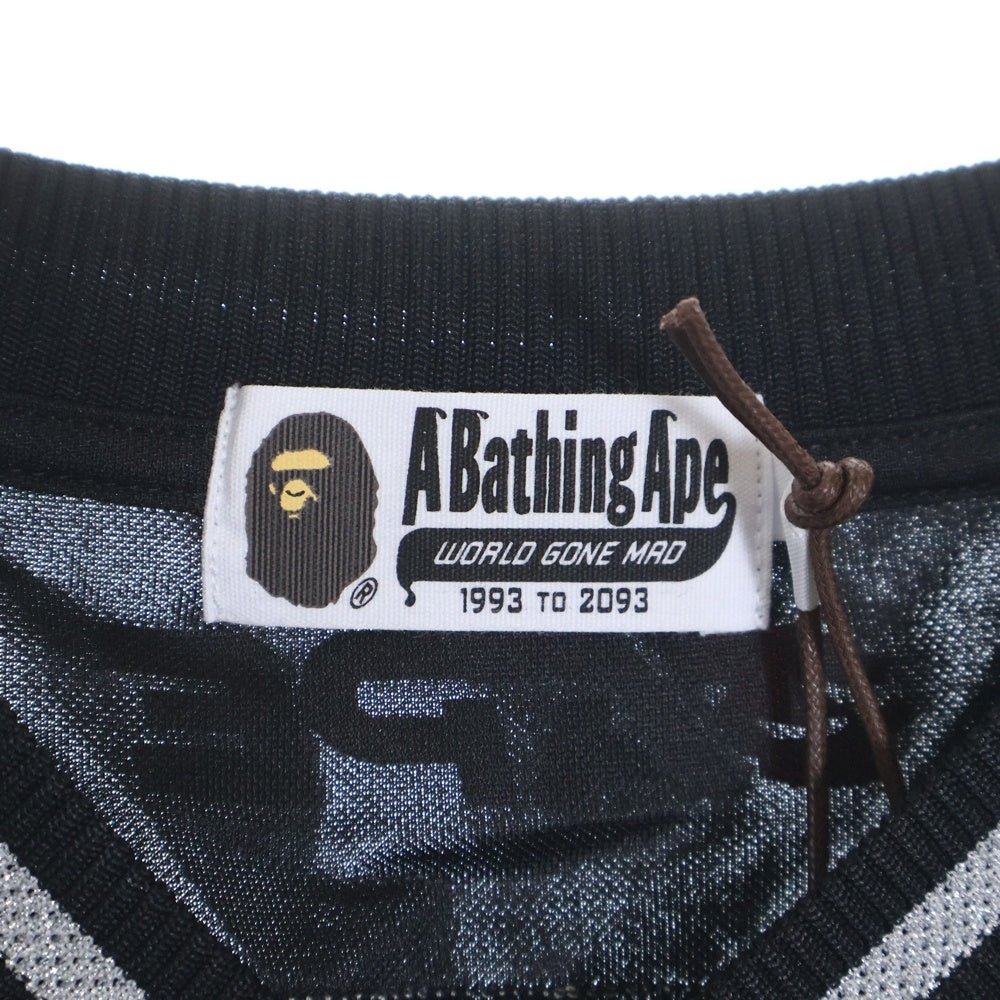 A Bathing Ape
WORLD GONE MAD
1993 TO 2093
®